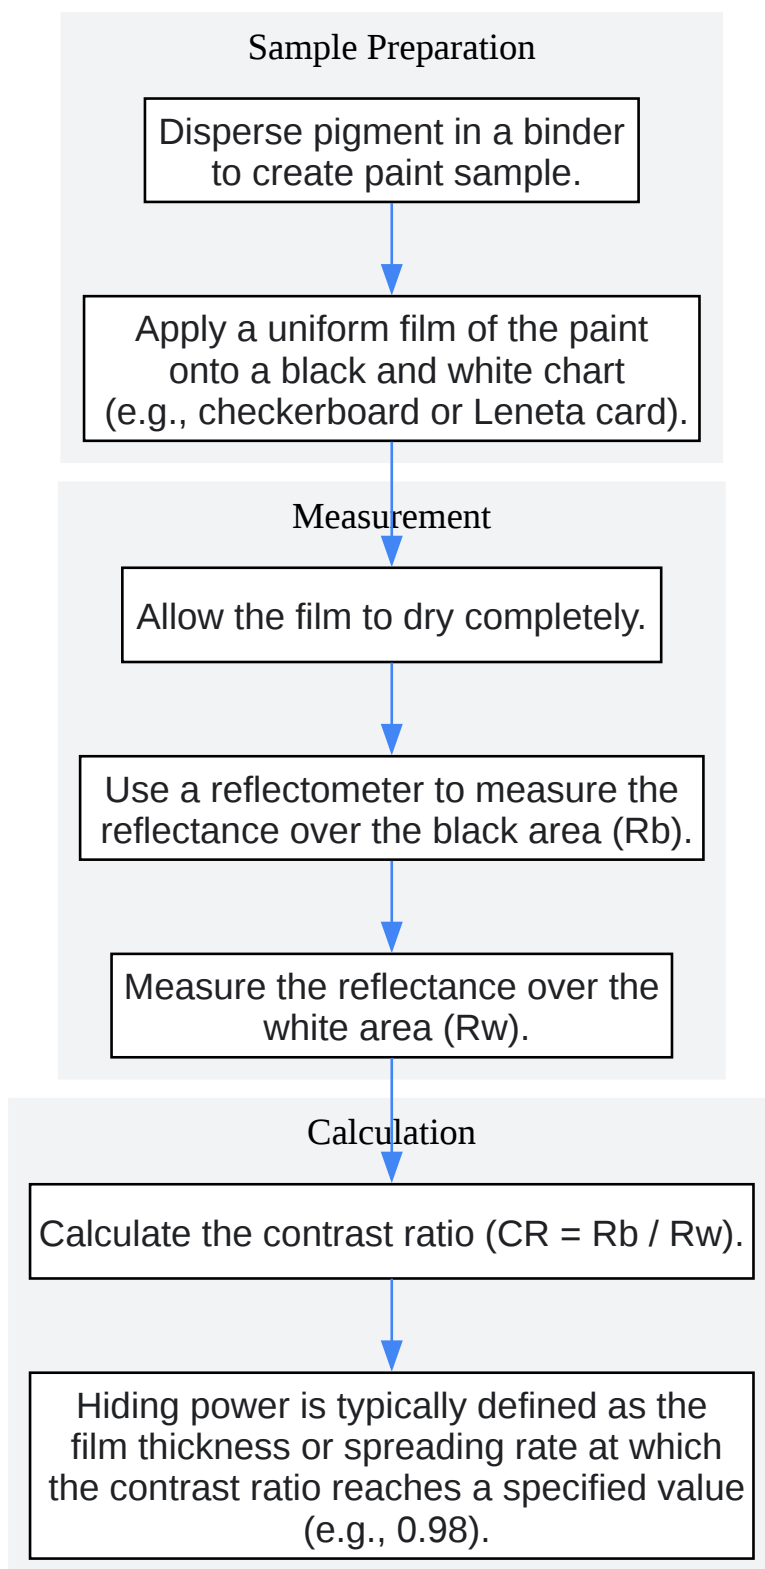 Sample Preparation
Disperse pigment in a binder
to create paint sample.
Apply a uniform film of the paint
onto a black and white chart
(e.g., checkerboard or Leneta card).
Measurement
Allow the film to dry completely.
Use a reflectometer to measure the
reflectance over the black area (Rb).
Measure the reflectance over the
white area (Rw).
Calculation
Calculate the contrast ratio (CR = Rb / Rw).
Hiding power is typically defined as the
film thickness or spreading rate at which
the contrast ratio reaches a specified value
(e.g., 0.98).